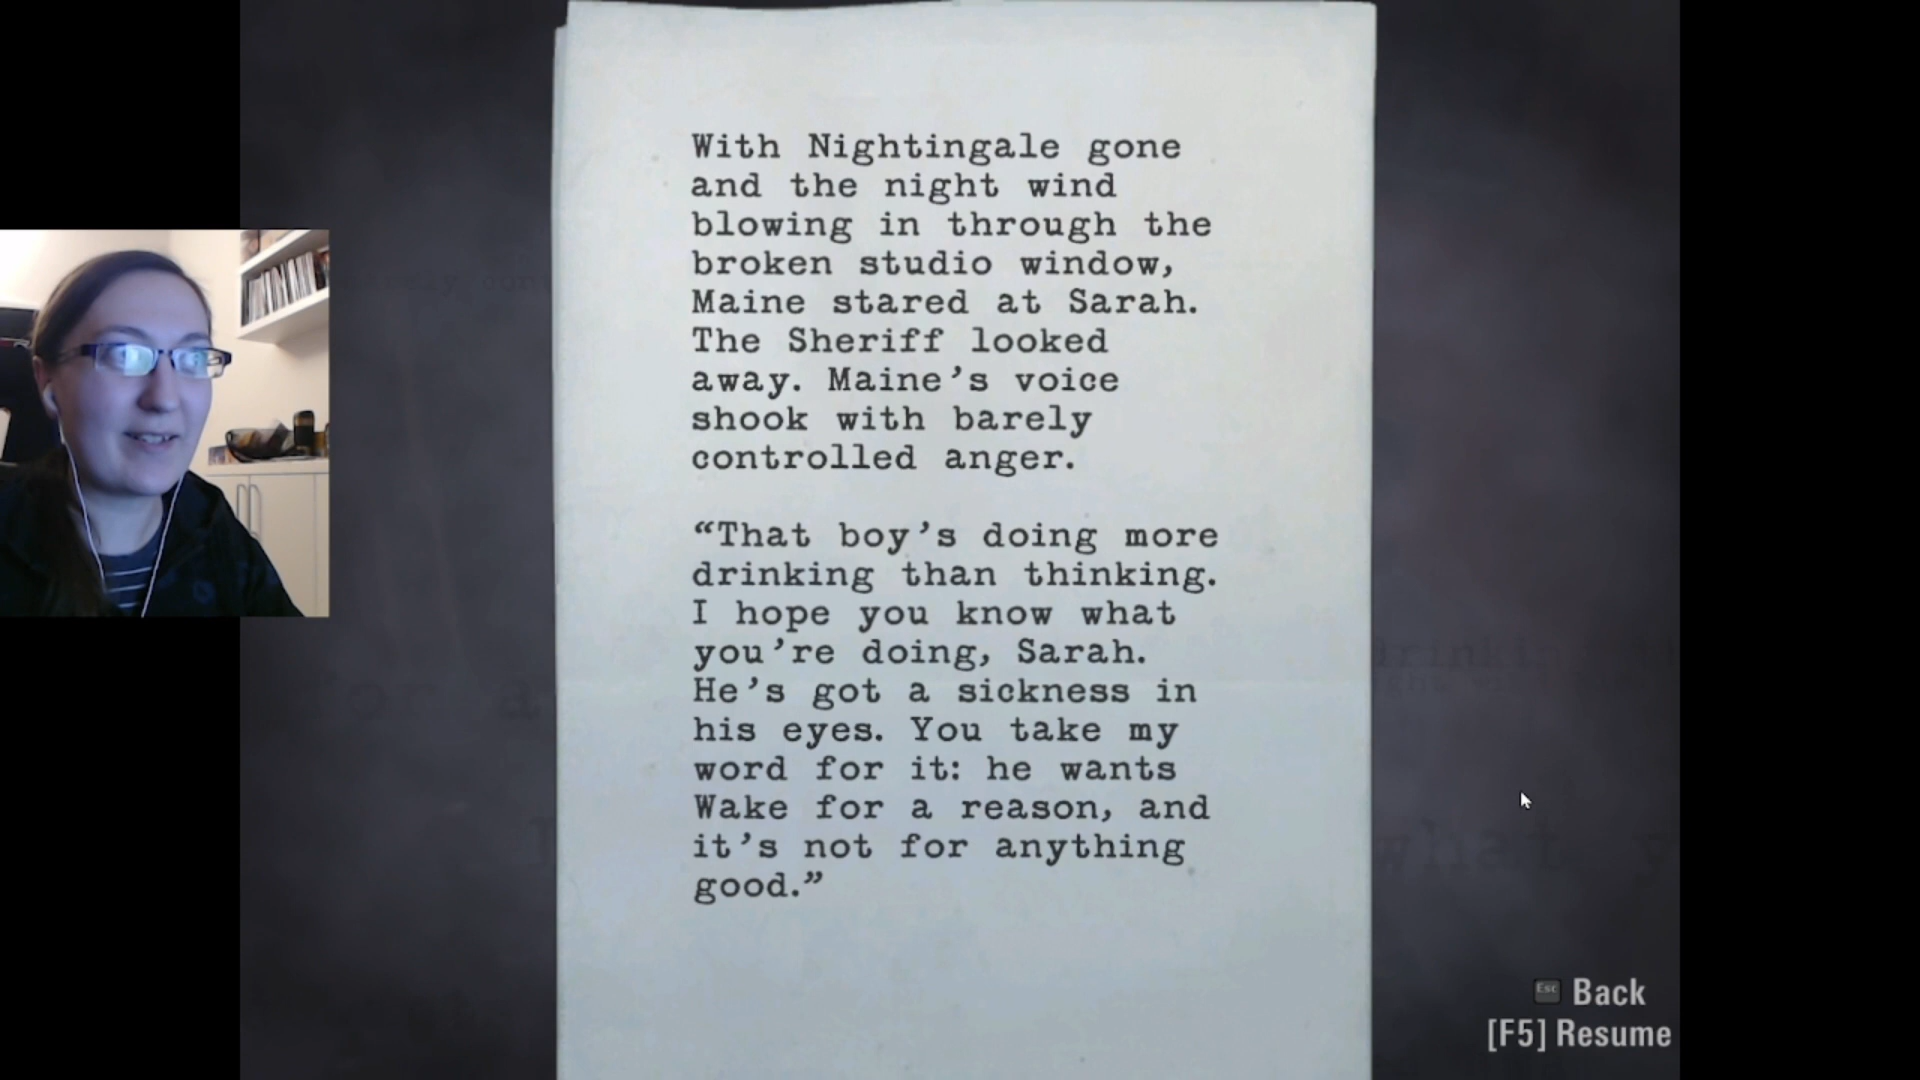 With Nightingale gone
and the night wind
blowing in through the
broken studio window,
Maine stared at Sarah.
The Sheriff looked
away. Maine’s voice
shook with barely
controlled anger.
“That boy’s doing more
drinking than thinking.
I hope you know what
you’re doing, Sarah.
He’s got a sickness in
his eyes. You take my
word for it: he wants
Wake for a reason, and
it’s not for anything
good.”
Esc Back
[F5] Resume